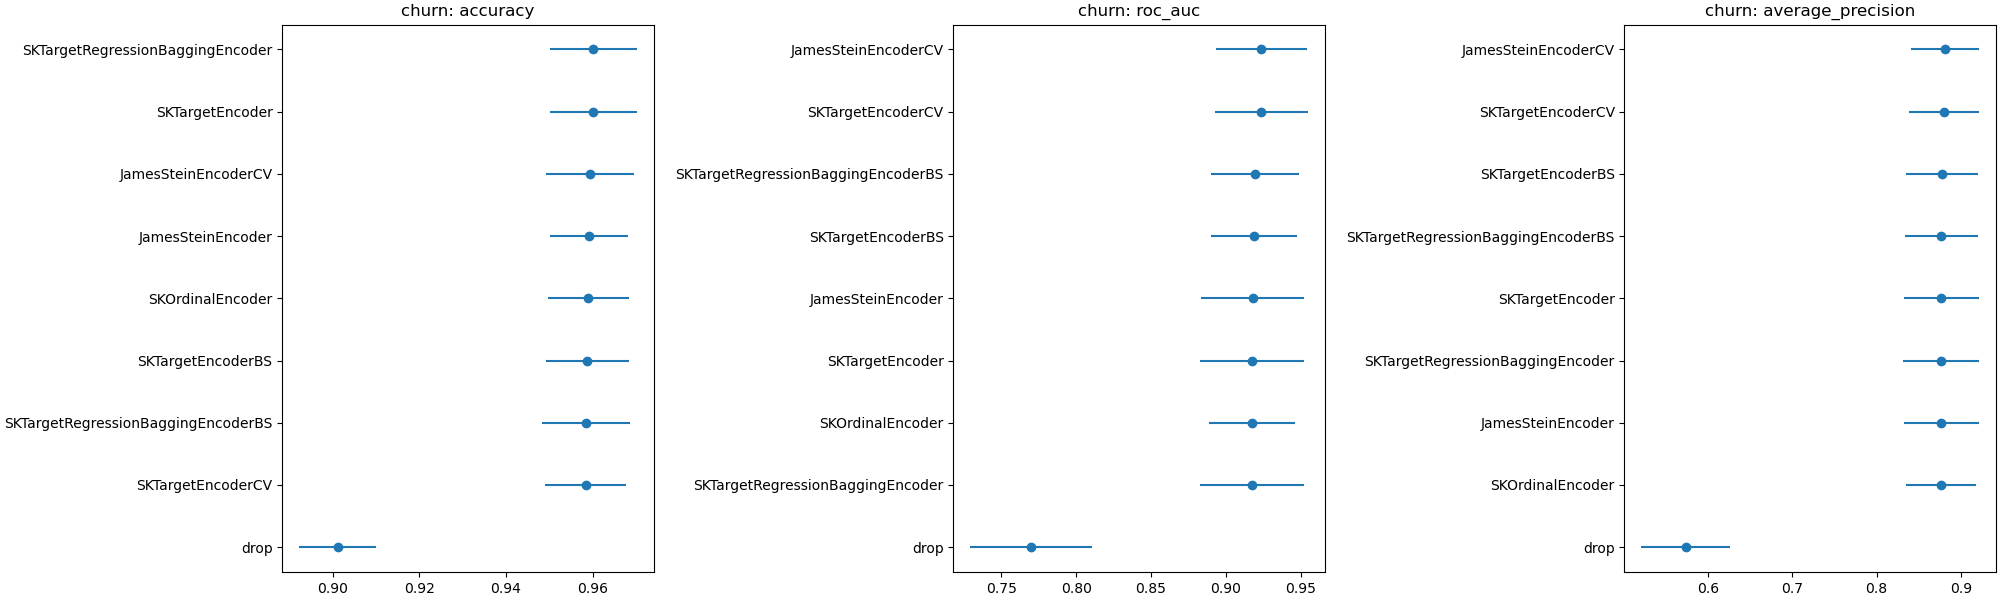 churn: accuracy
SKTargetRegressionBaggingEncoder
SKTargetEncoder
JamesSteinEncoderCV
JamesSteinEncoder
SKOrdinalEncoder
SKTargetEncoderBS
SKTargetRegressionBaggingEncoderBS
SKTargetEncoderCV
drop
0.90 0.92 0.94 0.96
churn: roc_auc
JamesSteinEncoderCV
SKTargetEncoderCV
SKTargetRegressionBaggingEncoderBS
SKTargetEncoderBS
JamesSteinEncoder
SKTargetEncoder
SKOrdinalEncoder
SKTargetRegressionBaggingEncoder
drop
0.75 0.80 0.85 0.90 0.95
churn: average_precision
JamesSteinEncoderCV
SKTargetEncoderCV
SKTargetEncoderBS
SKTargetRegressionBaggingEncoderBS
SKTargetEncoder
SKTargetRegressionBaggingEncoder
JamesSteinEncoder
SKOrdinalEncoder
drop
0.6 0.7 0.8 0.9